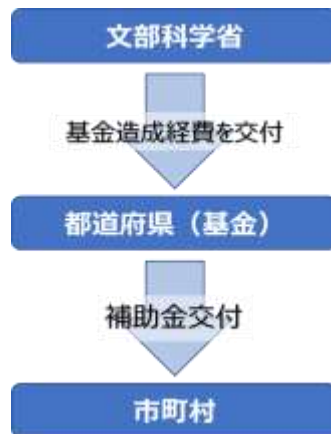 文部科学省
基金造成経費を交付
都道府県（基金）
補助金交付
市町村